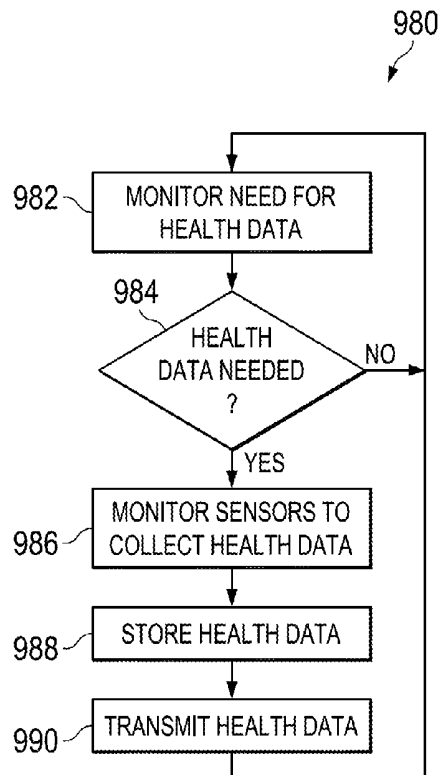 980
982
MONITOR NEED FOR
HEALTH DATA
984
HEALTH
DATA NEEDED
?
NO
YES
986
MONITOR SENSORS TO
COLLECT HEALTH DATA
988
STORE HEALTH DATA
990
TRANSMIT HEALTH DATA